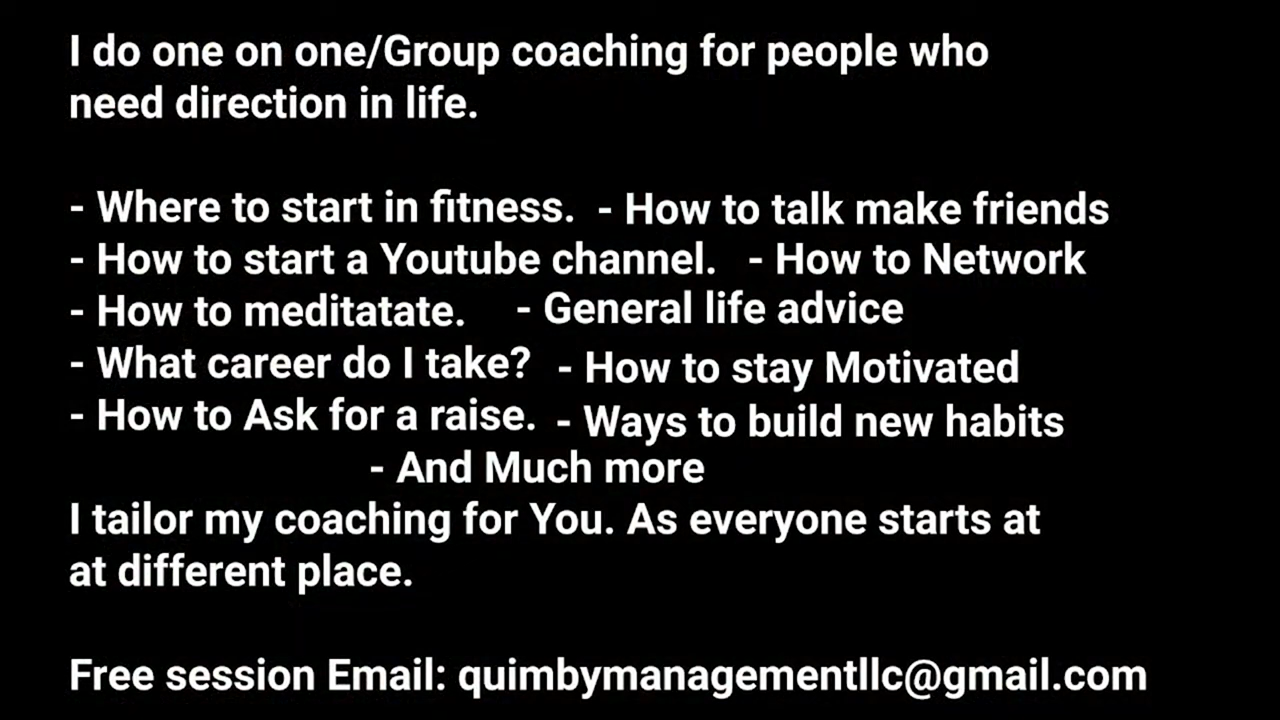 I do one on one/Group coaching for people who
need direction in life.
- Where to start in fitness. - How to talk make friends
- How to start a Youtube channel. - How to Network
- How to meditatate. - General life advice
- What career do I take? - How to stay Motivated
- How to Ask for a raise. - Ways to build new habits
- And Much more
I tailor my coaching for You. As everyone starts at
at different place.
Free session Email: quimbymanagementllc@gmail.com